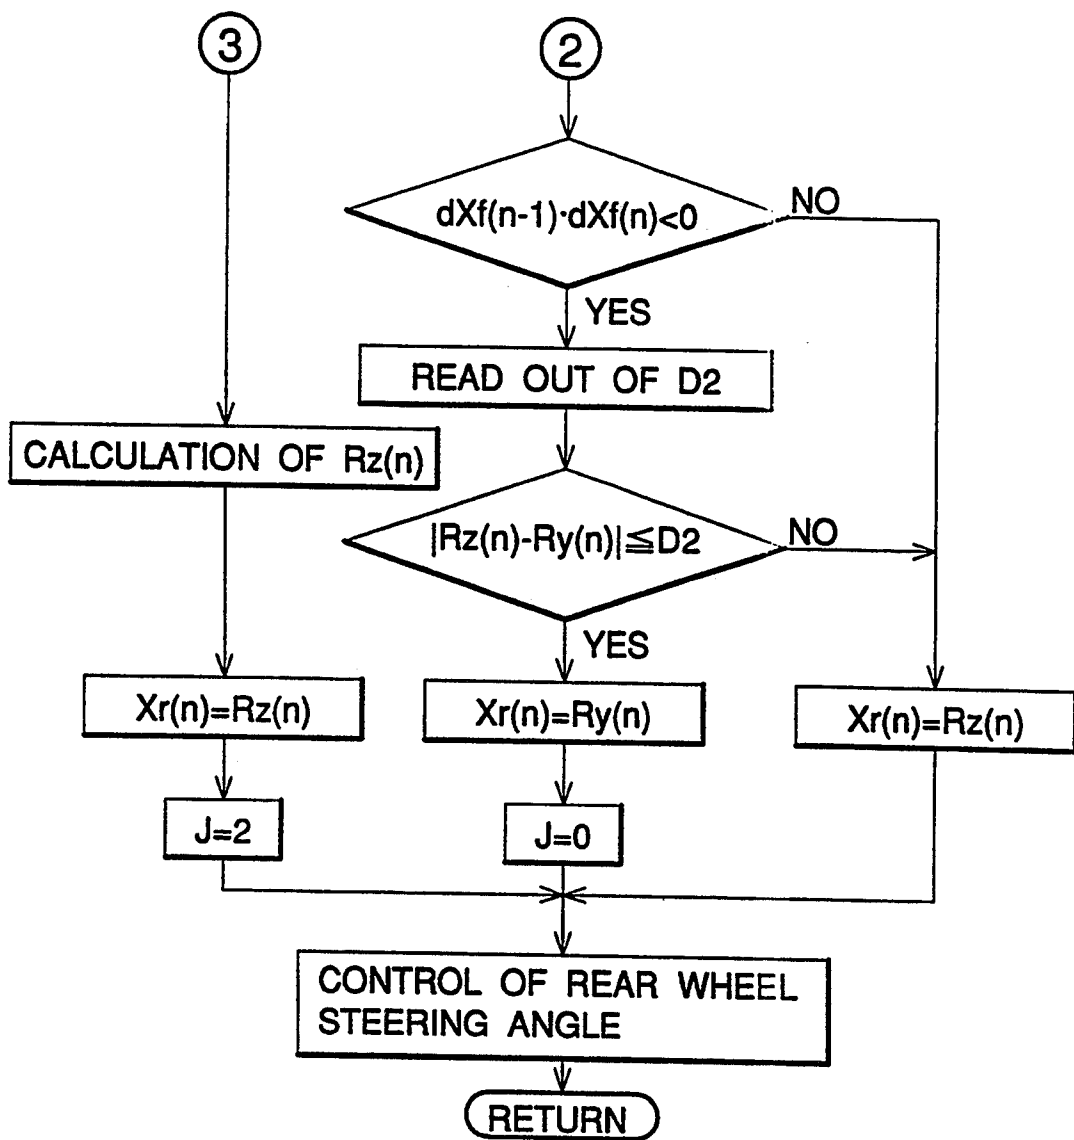 3
2
dXf(n-1)·dXf(n)<0
NO
YES
READ OUT OF D2
CALCULATION OF Rz(n)
|Rz(n)-Ry(n)|≦D2
NO
YES
Xr(n)=Rz(n)
Xr(n)=Ry(n)
Xr(n)=Rz(n)
J=2
J=0
CONTROL OF REAR WHEEL
STEERING ANGLE
RETURN